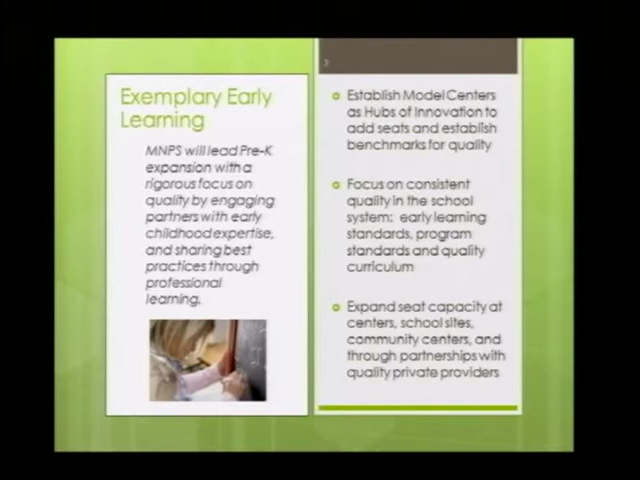 Exemplary Early
Learning
MNPS will lead Pre-K
expansion with a
rigorous focus on
quality by engaging
partners with early
childhood expertise,
and sharing best
practices through
professional
learning.
3
Establish Model Centers
as Hubs of Innovation to
add seats and establish
benchmarks for quality
Focus on consistent
quality in the school
system: early learning
standards, program
standards and quality
curriculum
Expand seat capacity at
centers, school sites,
community centers, and
through partnerships with
quality private providers